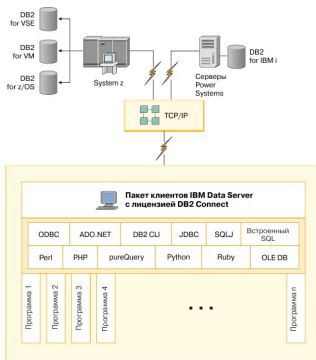 DB2
for VSE
DB2
for VM
DB2
for z/OS
System z
Серверы
Power
Systems
DB2
for IBM i
TCP/IP
Пакет клиентов IBM Data Server
с лицензией DB2 Connect
ODBC
ADO.NET
DB2 CLI
JDBC
SQLJ
Встроенный
SQL
Perl
PHP
pureQuery
Python
Ruby
OLE DB
Программа 1
Программа 2
Программа 3
Программа 4
Программа n